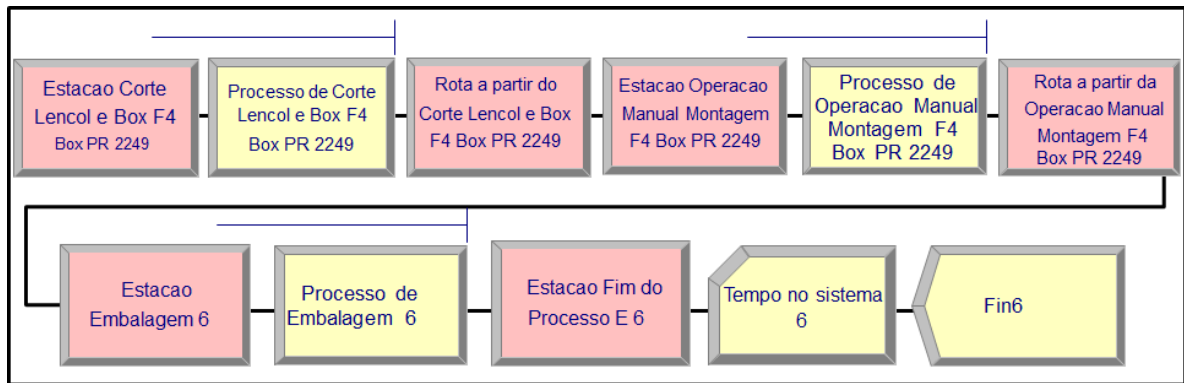 Estacao Corte
Lencol e Box F4
Box PR 2249
Processo de Corte
Lencol e Box F4
Box PR 2249
Rota a partir do
Corte Lencol e Box
F4 Box PR 2249
Estacao Operacao
Manual Montagem
F4 Box PR 2249
Processo de
Operacao Manual
Montagem F4
Box PR 2249
Rota a partir da
Operacao Manual
Montagem F4
Box PR 2249
Estacao
Embalagem 6
Processo de
Embalagem 6
Estacao Fim do
Processo E 6
Tempo no sistema
6
Fin6